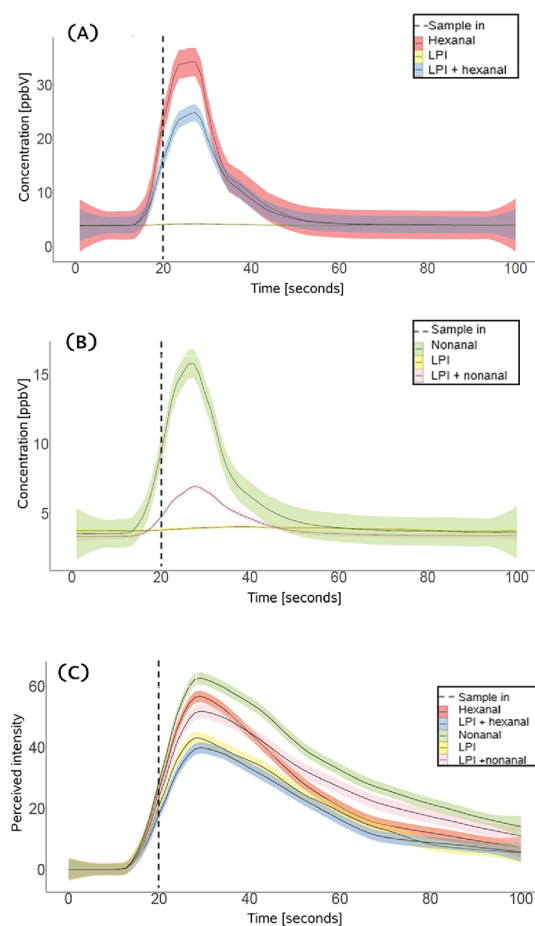 (A)
Sample in
Hexanal
LPI
LPI + hexanal
Concentration [ppbV]
30
20
10
0
0
20
40
60
80
100
Time [seconds]
(B)
Sample in
Nonanal
LPI
LPI + nonanal
Concentration [ppbV]
15
10
5
0
20
40
60
80
100
Time [seconds]
(C)
Sample in
Hexanal
LPI + hexanal
Nonanal
LPI
LPI +nonanal
Perceived intensity
60
40
20
0
0
20
40
60
80
100
Time [seconds]